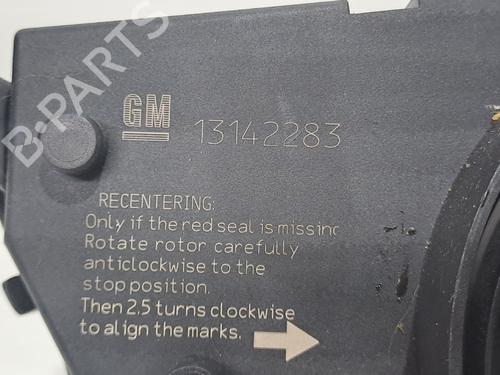 GM 13142283
B-PARTS
RECENTERING:
Only if the red seal is missinc
Rotate rotor carefully
anticlockwise to the
stop position.
Then 2.5 turns clockwise
to align the marks.